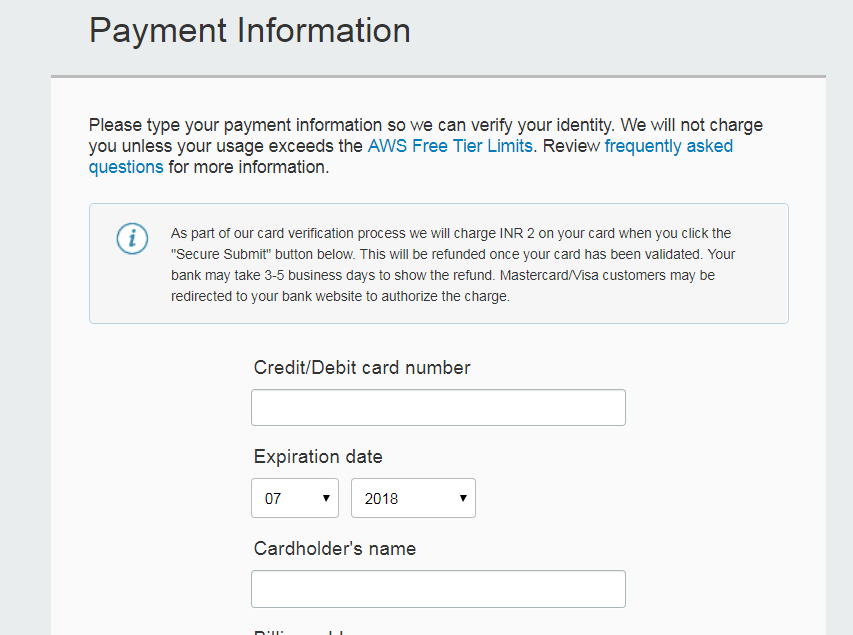 Payment Information
Please type your payment information so we can verify your identity. We will not charge
you unless your usage exceeds the AWS Free Tier Limits. Review frequently asked
questions for more information.
i
As part of our card verification process we will charge INR 2 on your card when you click the
"Secure Submit" button below. This will be refunded once your card has been validated. Your
bank may take 3-5 business days to show the refund. Mastercard/Visa customers may be
redirected to your bank website to authorize the charge.
Credit/Debit card number
Expiration date
07 2018
Cardholder's name